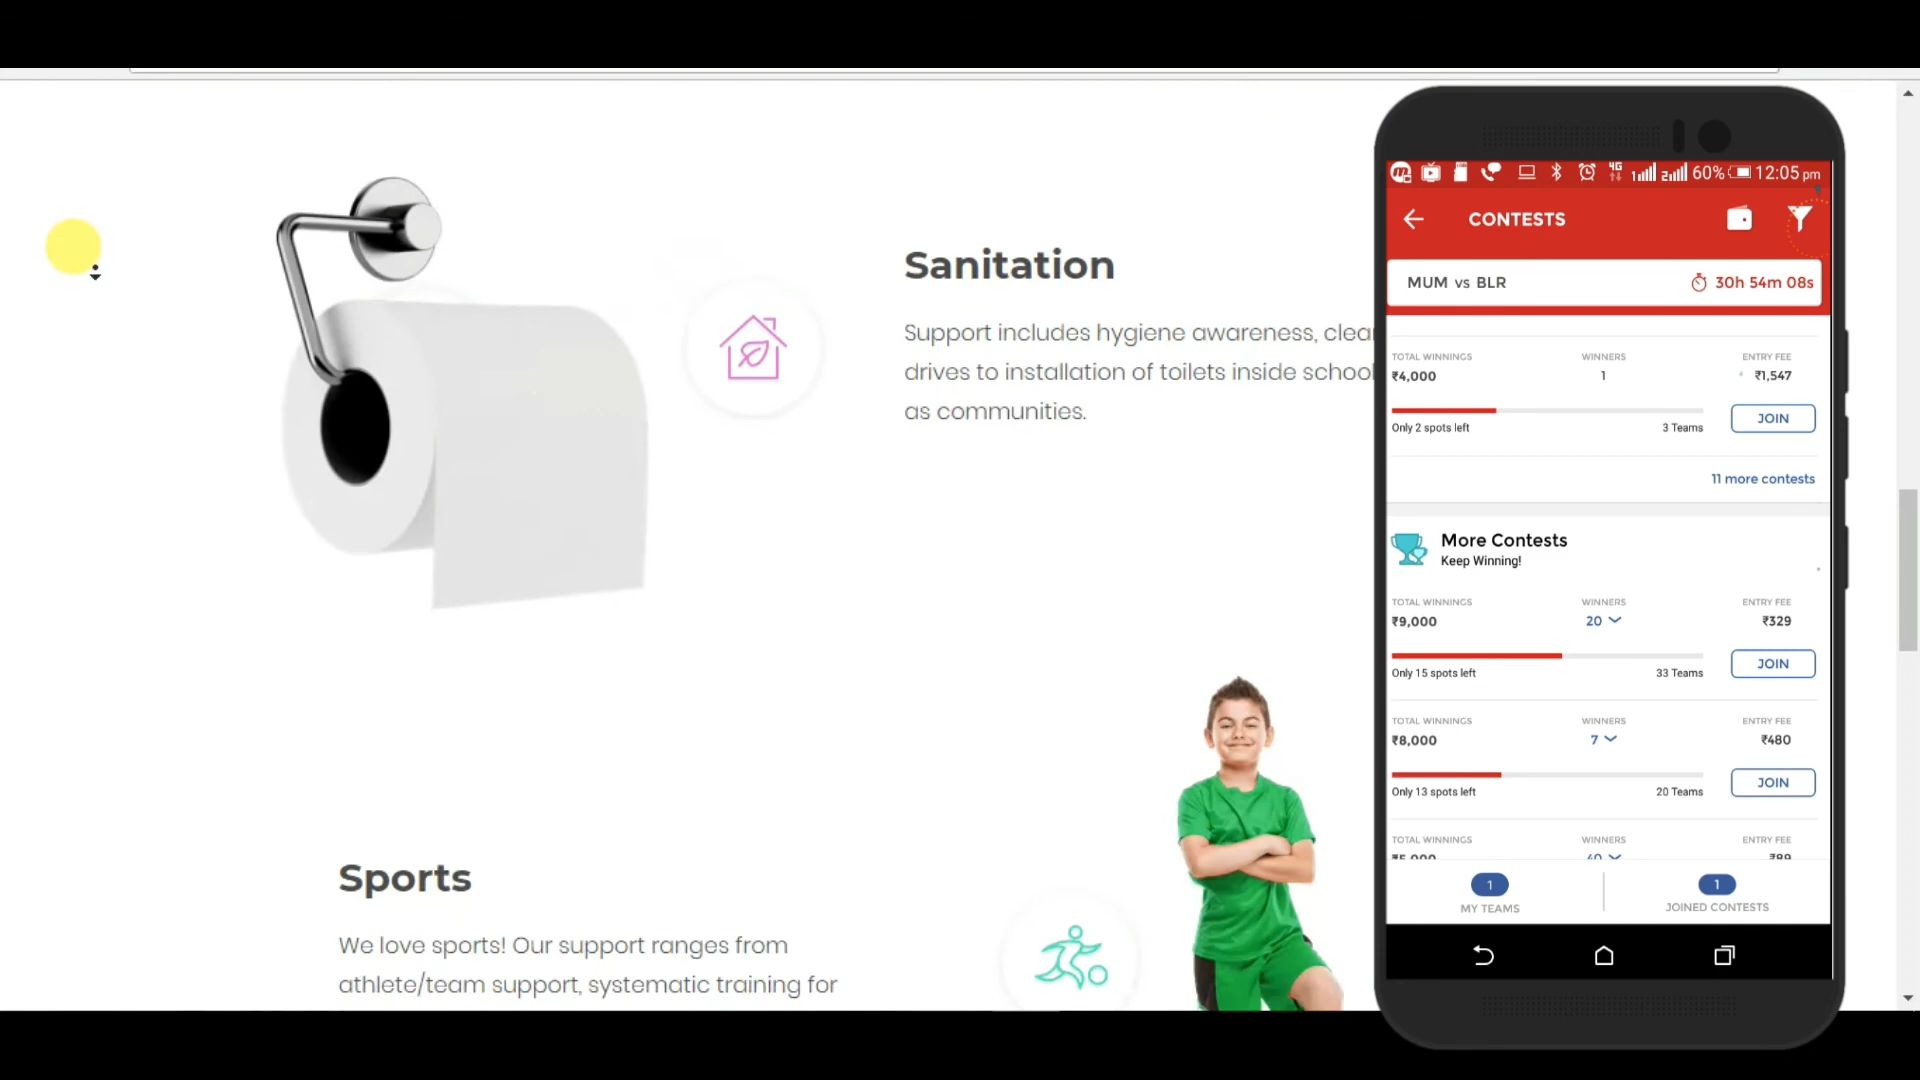 Sanitation
Support includes hygiene awareness,
drives to installation of toilets inside
as communities.
Sports
We love sports! Our support ranges from
athlete/team support, systematic training for
4G
60% 12:05 pm
CONTESTS
MUM vs BLR 30h 54m 08s
TOTAL WINNINGS WINNERS ENTRY FEE
₹4,000 1 ₹1,547
JOIN
Only 2 spots left 3 Teams
11 more contests
More Contests
Keep Winning!
TOTAL WINNINGS WINNERS ENTRY FEE
₹9,000 20 ₹329
JOIN
Only 15 spots left 33 Teams
TOTAL WINNINGS WINNERS ENTRY FEE
₹8,000 7 ₹480
JOIN
Only 13 spots left 20 Teams
TOTAL WINNINGS WINNERS ENTRY FEE
1 1
MY TEAMS JOINED CONTESTS